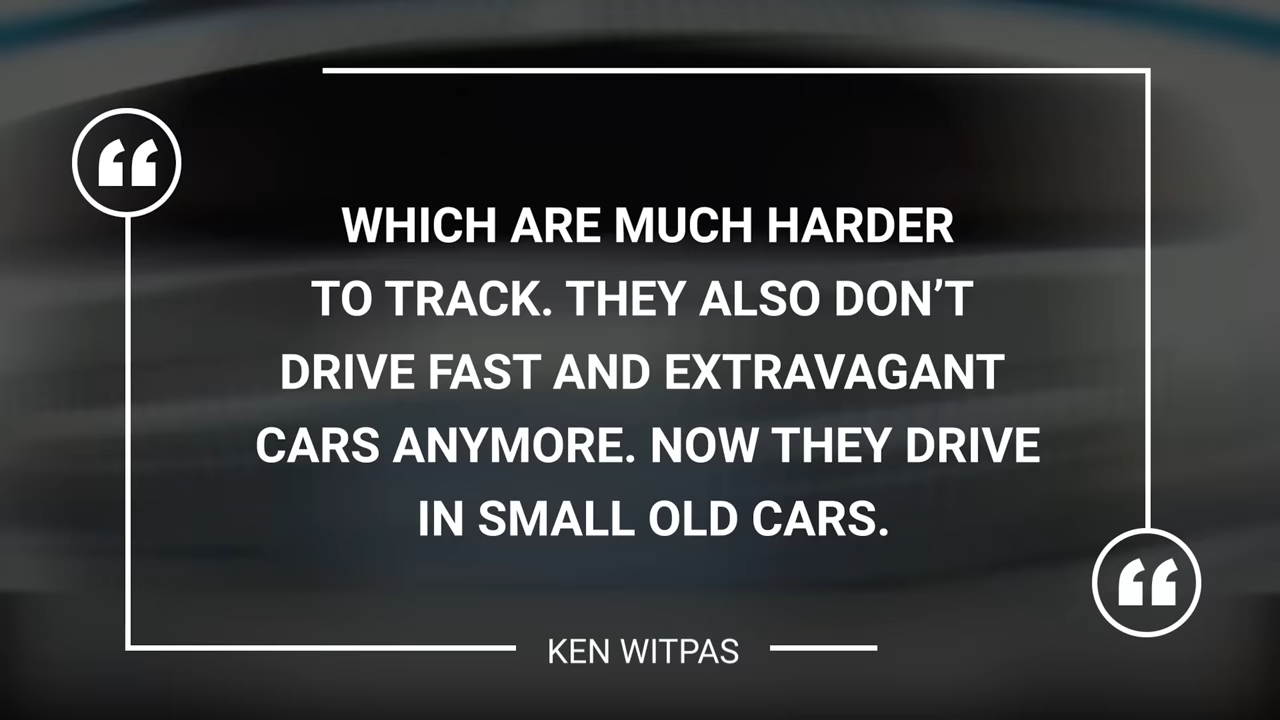 WHICH ARE MUCH HARDER
TO TRACK. THEY ALSO DON’T
DRIVE FAST AND EXTRAVAGANT
CARS ANYMORE. NOW THEY DRIVE
IN SMALL OLD CARS.
KEN WITPAS